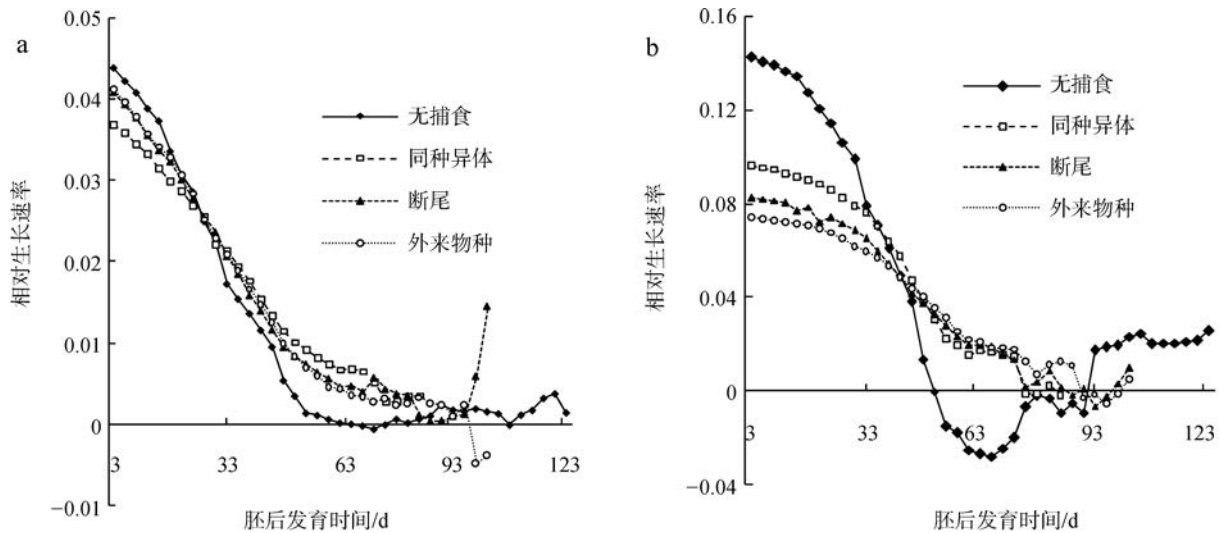 a
相对生长速率
0.05
0.04
0.03
0.02
0.01
0
−0.01
3
33
63
93
123
胚后发育时间/d
无捕食
同种异体
断尾
外来物种
b
相对生长速率
0.16
0.12
0.08
0.04
0
−0.04
3
33
63
93
123
胚后发育时间/d
无捕食
同种异体
断尾
外来物种